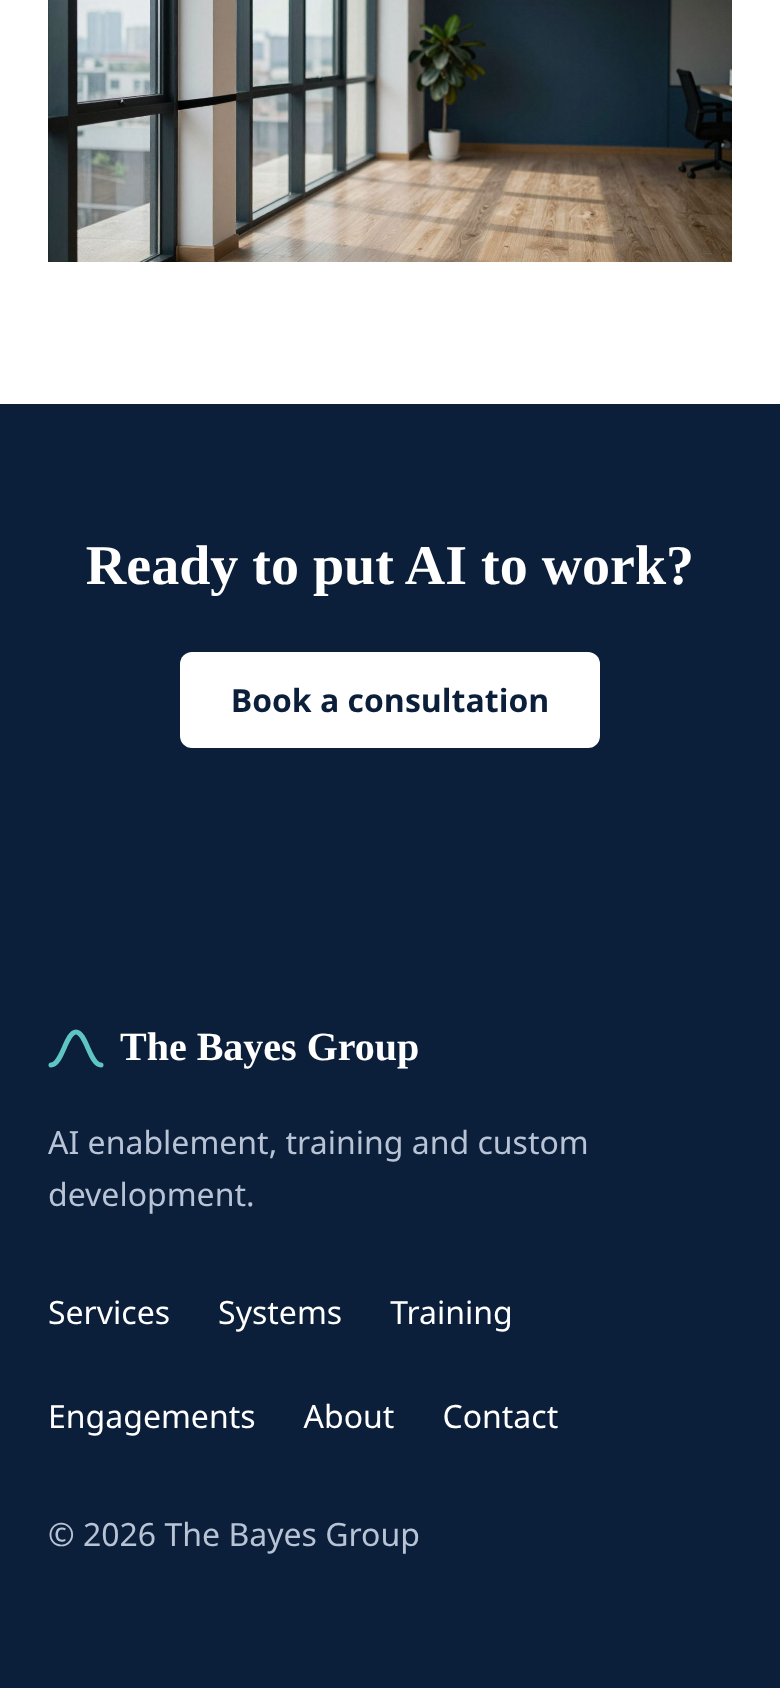 Ready to put AI to work?
Book a consultation
The Bayes Group
AI enablement, training and custom
development.
Services Systems Training
Engagements About Contact
© 2026 The Bayes Group